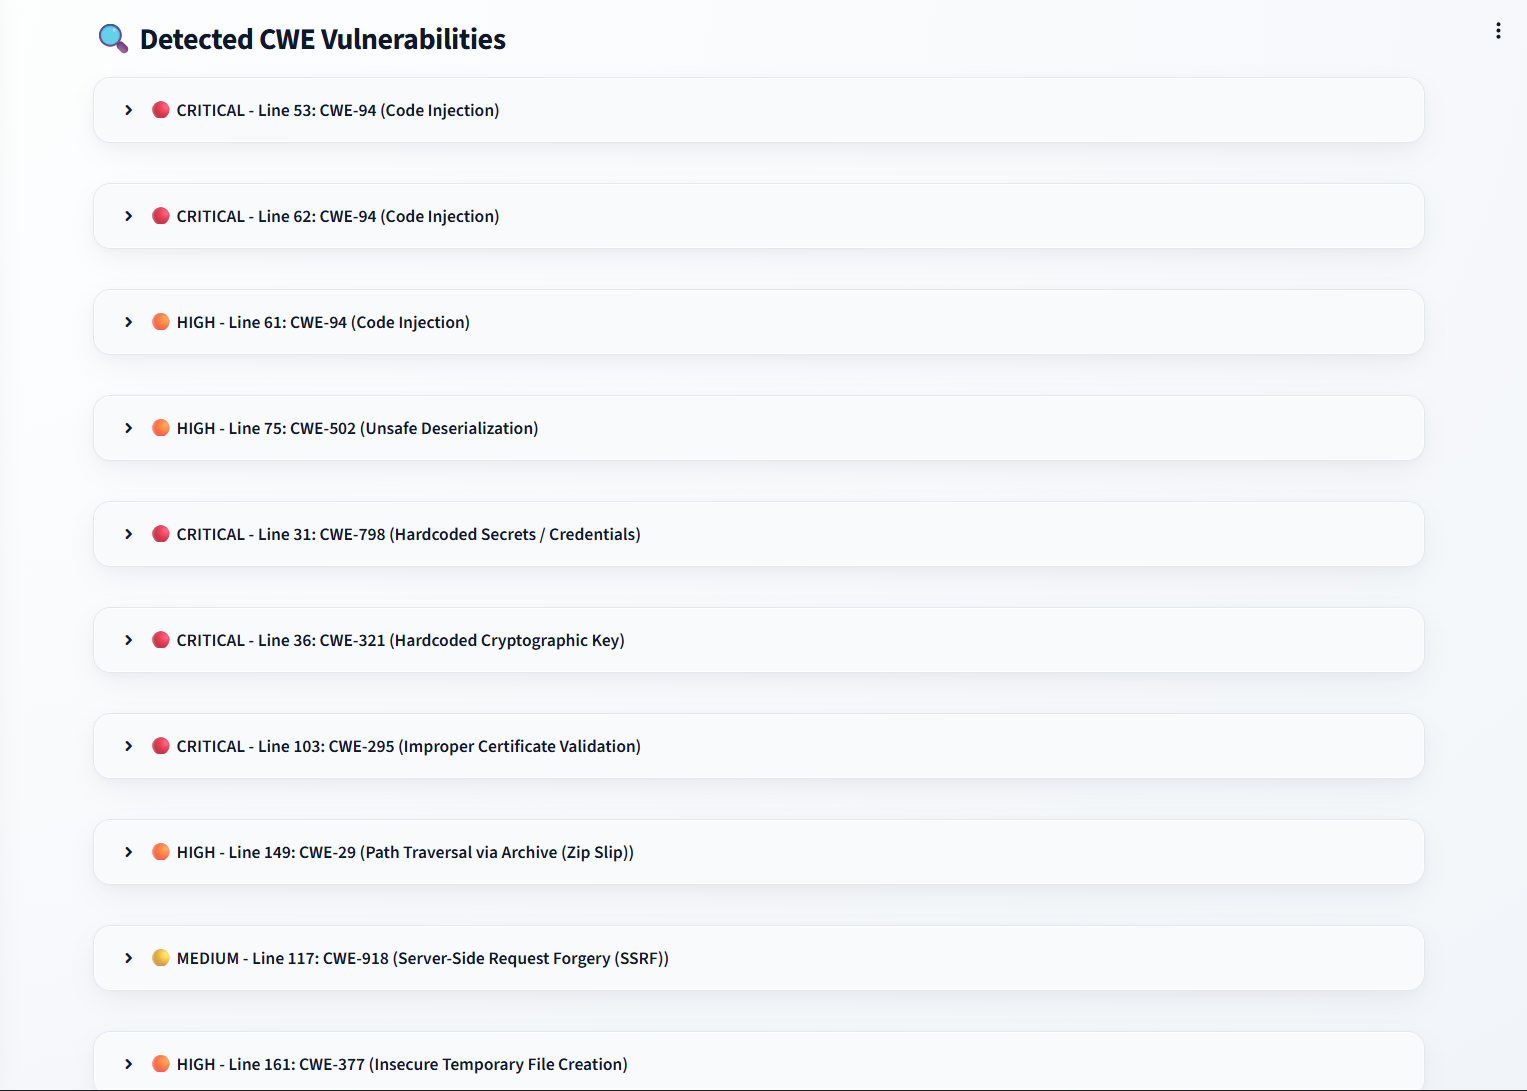 Detected CWE Vulnerabilities
CRITICAL - Line 53: CWE-94 (Code Injection)
CRITICAL - Line 62: CWE-94 (Code Injection)
HIGH - Line 61: CWE-94 (Code Injection)
HIGH - Line 75: CWE-502 (Unsafe Deserialization)
CRITICAL - Line 31: CWE-798 (Hardcoded Secrets / Credentials)
CRITICAL - Line 36: CWE-321 (Hardcoded Cryptographic Key)
CRITICAL - Line 103: CWE-295 (Improper Certificate Validation)
HIGH - Line 149: CWE-29 (Path Traversal via Archive (Zip Slip))
MEDIUM - Line 117: CWE-918 (Server-Side Request Forgery (SSRF))
HIGH - Line 161: CWE-377 (Insecure Temporary File Creation)